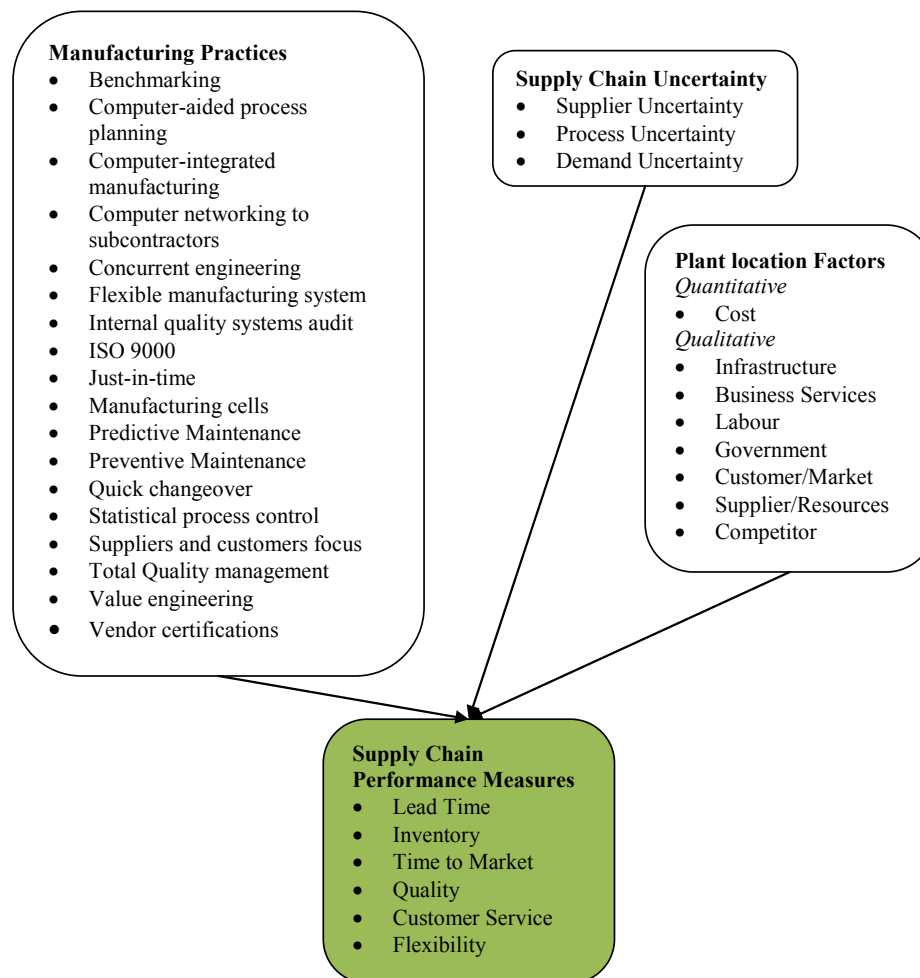 Manufacturing Practices
• Benchmarking
• Computer-aided process
planning
• Computer-integrated
manufacturing
• Computer networking to
subcontractors
• Concurrent engineering
• Flexible manufacturing system
• Internal quality systems audit
• ISO 9000
• Just-in-time
• Manufacturing cells
• Predictive Maintenance
• Preventive Maintenance
• Quick changeover
• Statistical process control
• Suppliers and customers focus
• Total Quality management
• Value engineering
• Vendor certifications
Supply Chain Uncertainty
• Supplier Uncertainty
• Process Uncertainty
• Demand Uncertainty
Plant location Factors
Quantitative
• Cost
Qualitative
• Infrastructure
• Business Services
• Labour
• Government
• Customer/Market
• Supplier/Resources
• Competitor
Supply Chain
Performance Measures
• Lead Time
• Inventory
• Time to Market
• Quality
• Customer Service
• Flexibility